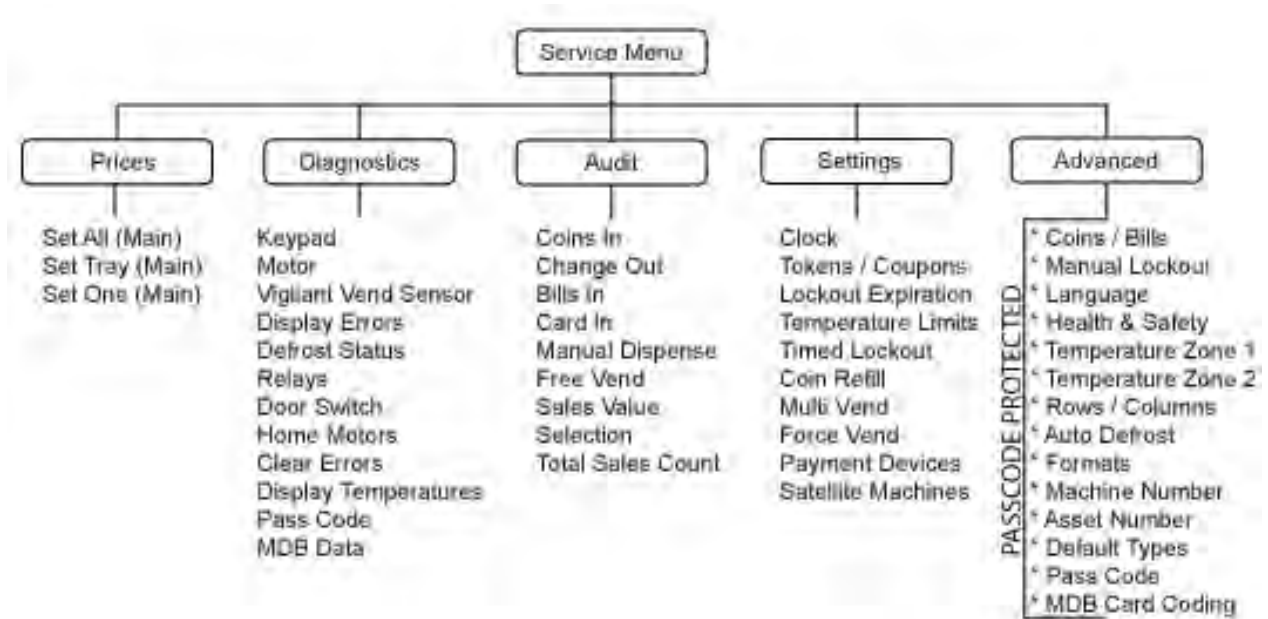 Service Menu
Prices
Diagnostics
Audit
Settings
Advanced
Set All (Main)
Set Tray (Main)
Set One (Main)
Keypad
Motor
Vigilant Vend Sensor
Display Errors
Defrost Status
Relays
Door Switch
Home Motors
Clear Errors
Display Temperatures
Pass Code
MDB Data
Coins In
Change Out
Bills In
Card In
Manual Dispense
Free Vend
Sales Value
Selection
Total Sales Count
Clock
Tokens / Coupons
Lockout Expiration
Temperature Limits
Timed Lockout
Coin Refill
Multi Vend
Force Vend
Payment Devices
Satellite Machines
PASSCODE PROTECTED
* Coins / Bills
* Manual Lockout
* Language
* Health & Safety
* Temperature Zone 1
* Temperature Zone 2
* Rows / Columns
* Auto Defrost
* Formats
* Machine Number
* Asset Number
* Default Types
* Pass Code
* MDB Card Coding